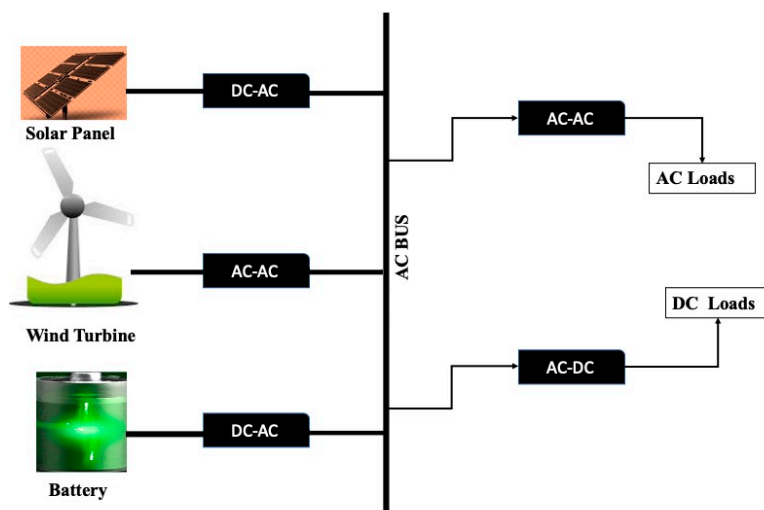 DC-AC
Solar Panel
AC-AC
AC Loads
AC BUS
AC-AC
Wind Turbine
DC Loads
AC-DC
DC-AC
Battery